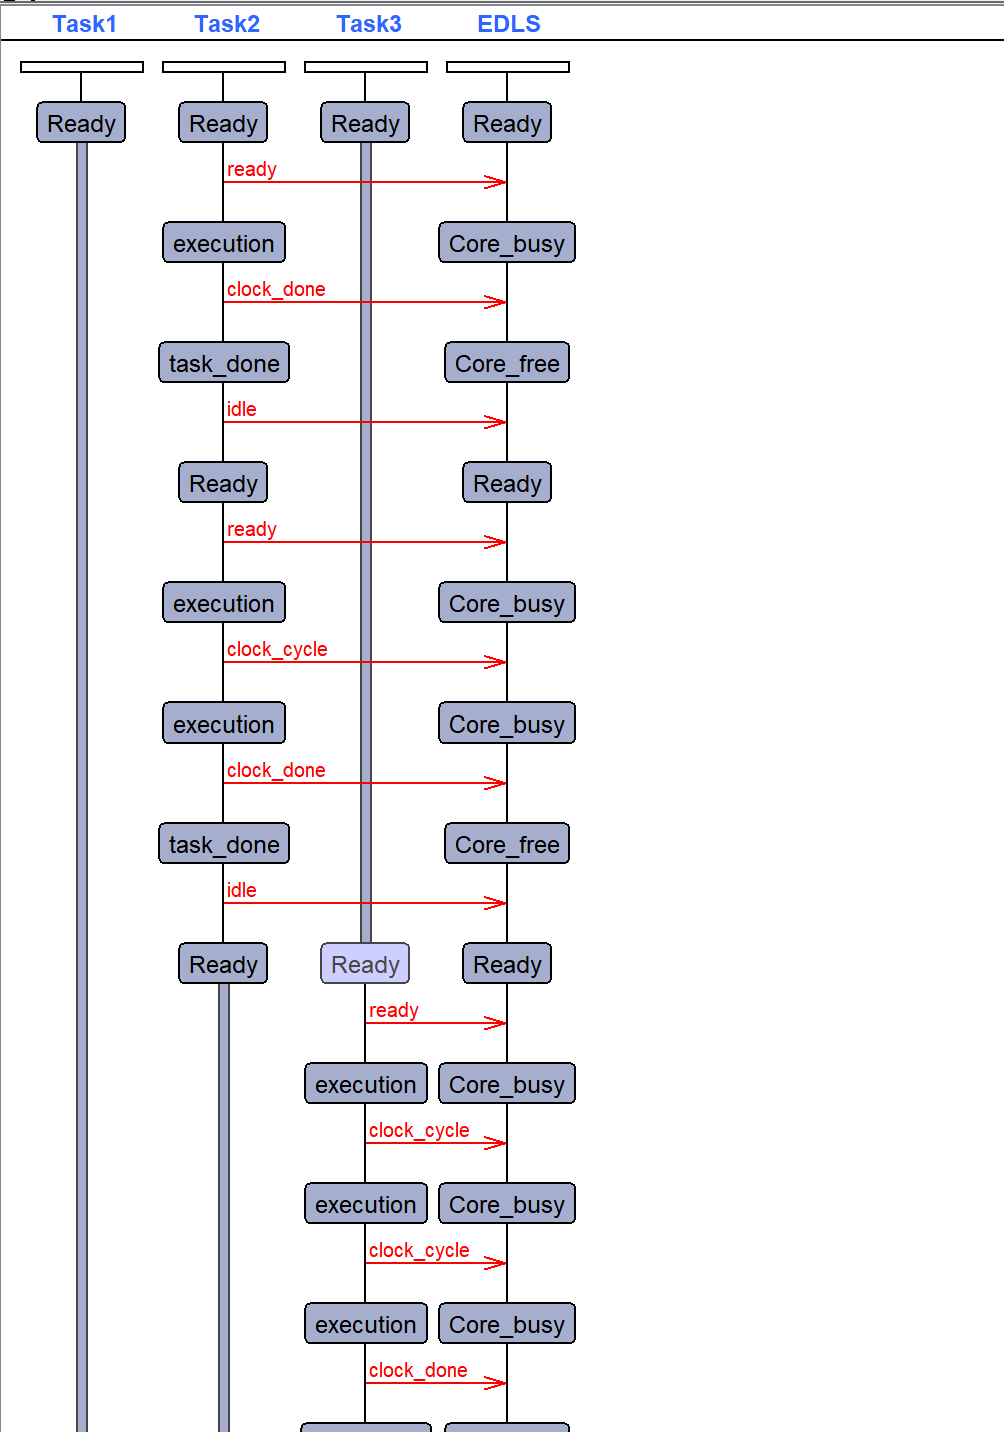 Task1 Task2 Task3 EDLS
Ready Ready Ready Ready
ready
execution Core_busy
clock_done
task_done Core_free
idle
Ready Ready
ready
execution Core_busy
clock_cycle
execution Core_busy
clock_done
task_done Core_free
idle
Ready Ready Ready
ready
execution Core_busy
clock_cycle
execution Core_busy
clock_cycle
execution Core_busy
clock_done